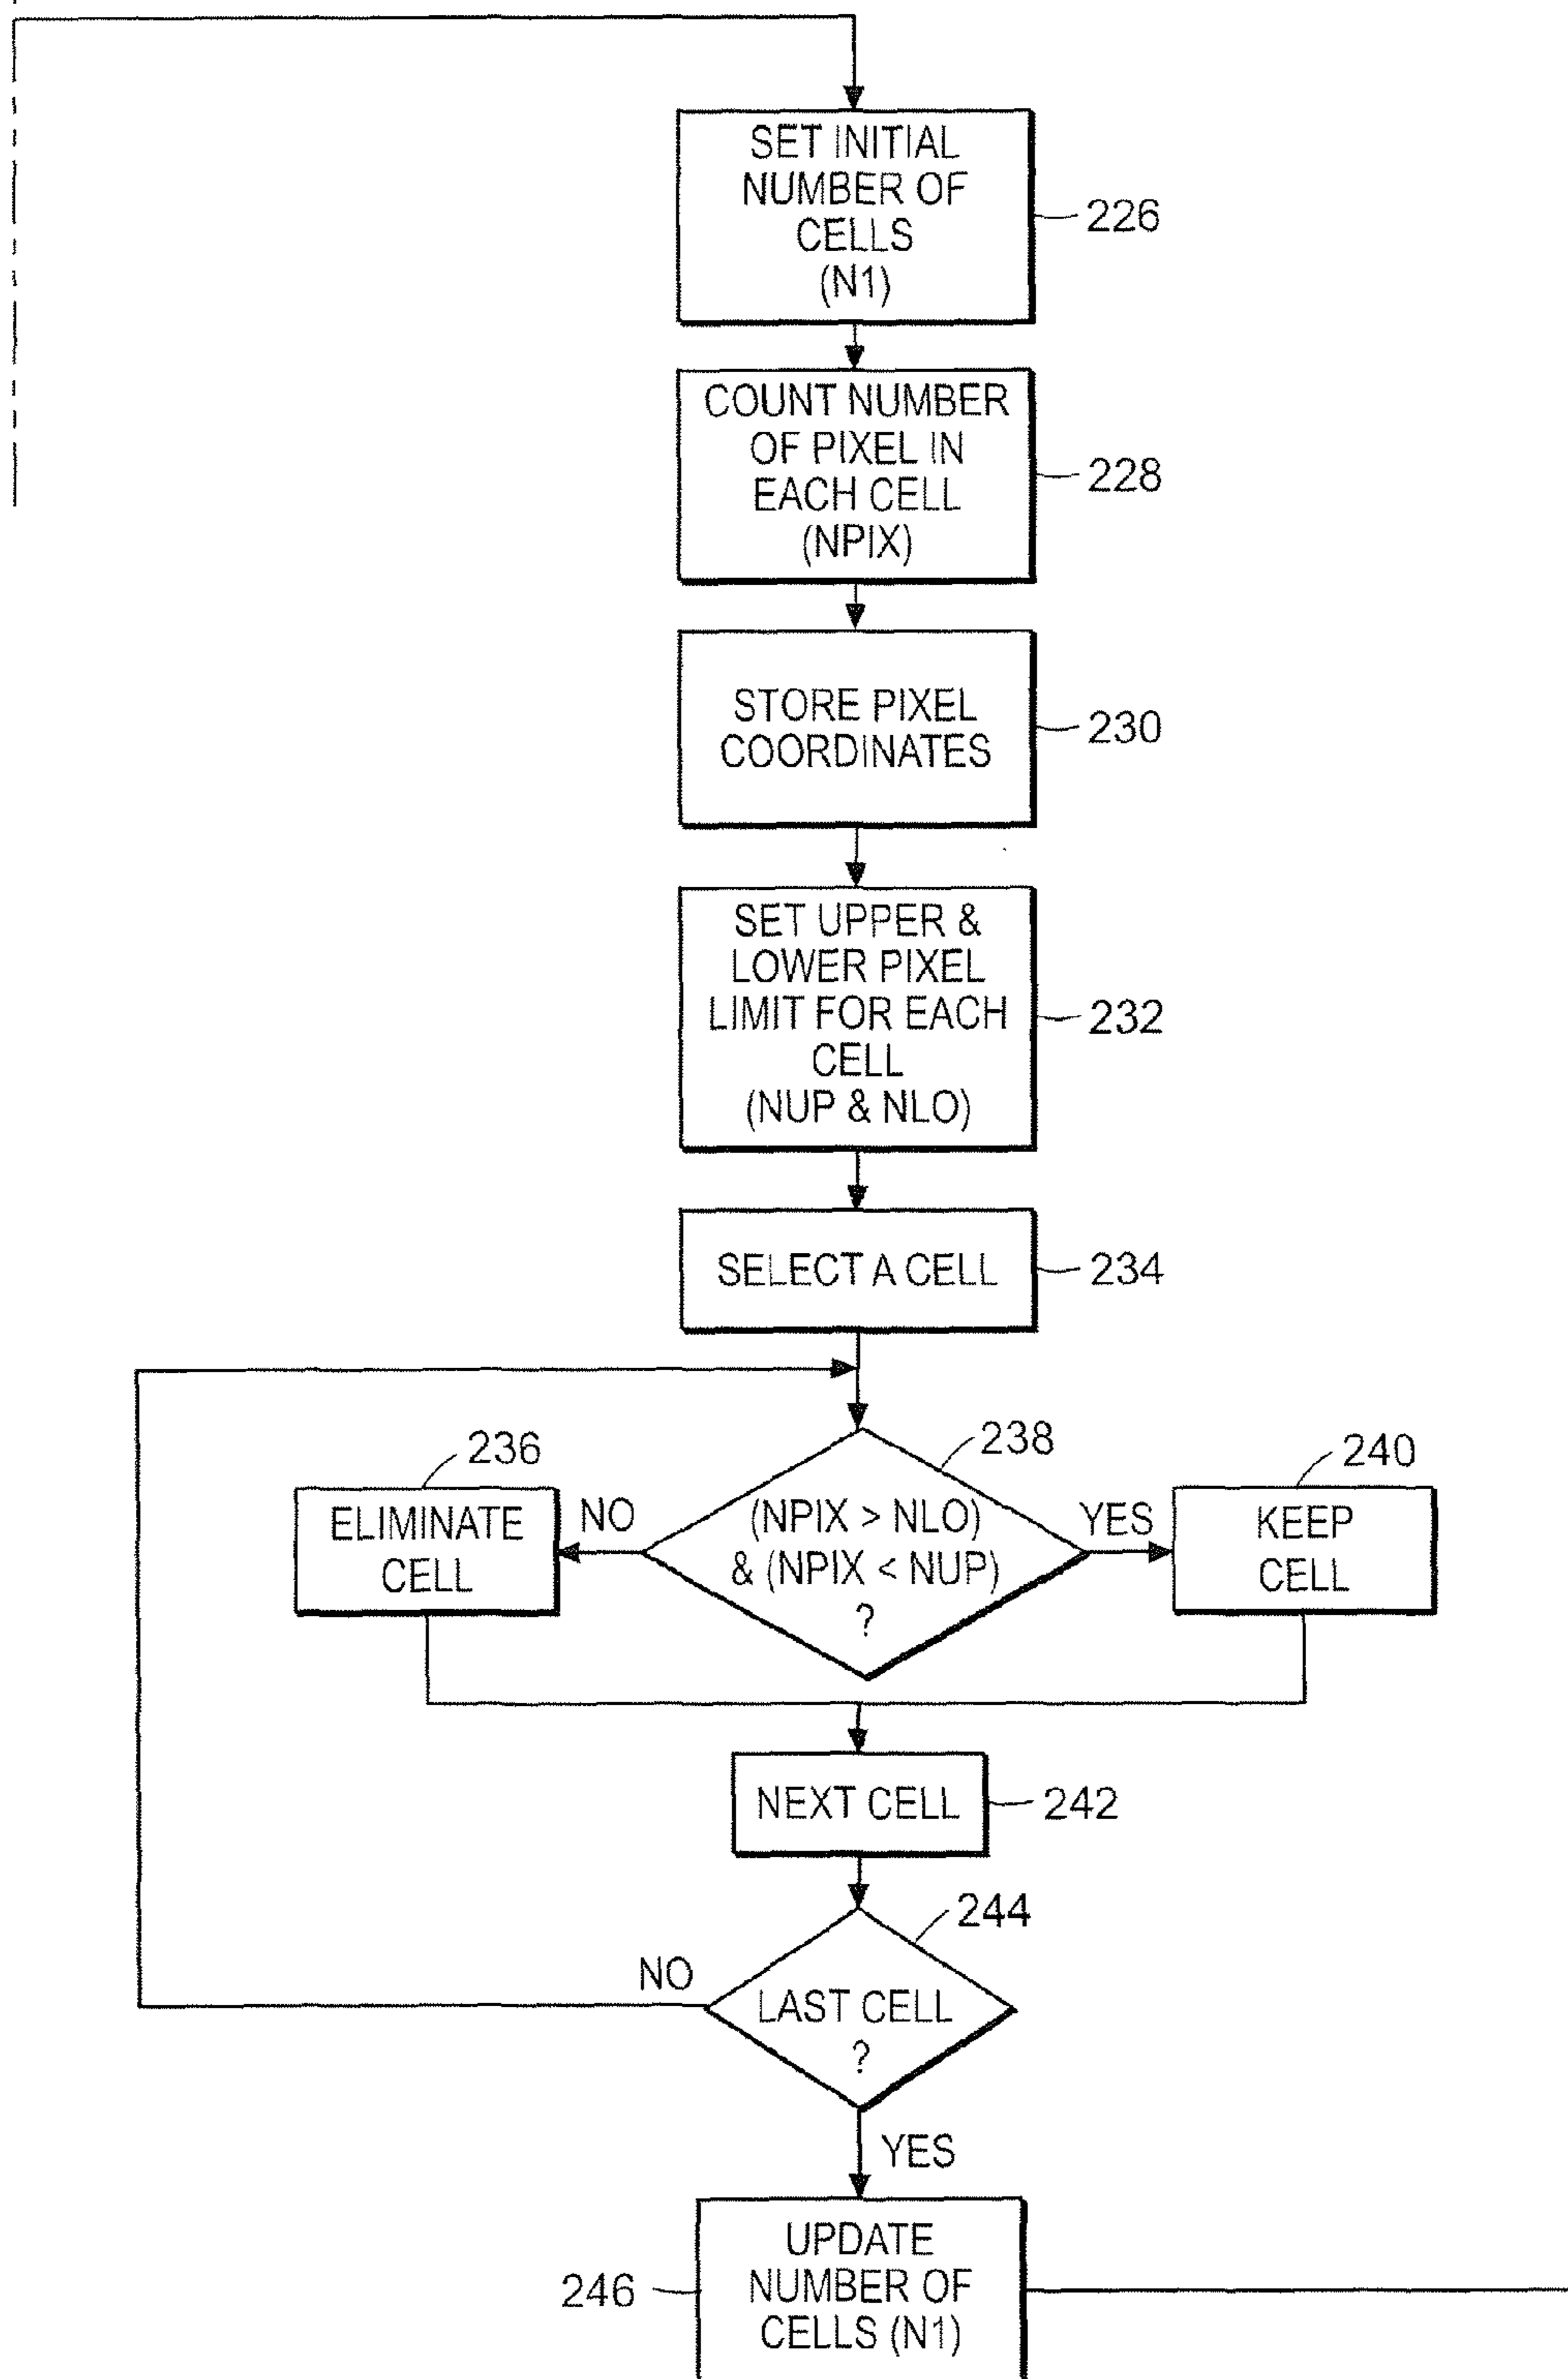 SET INITIAL
NUMBER OF
CELLS
(N1)
226
COUNT NUMBER
OF PIXEL IN
EACH CELL
(NPIX)
228
STORE PIXEL
COORDINATES
230
SET UPPER &
LOWER PIXEL
LIMIT FOR EACH
CELL
(NUP & NLO)
232
SELECT A CELL
234
236
ELIMINATE
CELL
NO
238
(NPIX > NLO)
& (NPIX < NUP)
?
YES
240
KEEP
CELL
NEXT CELL
242
244
NO
LAST CELL
?
YES
246
UPDATE
NUMBER OF
CELLS (N1)